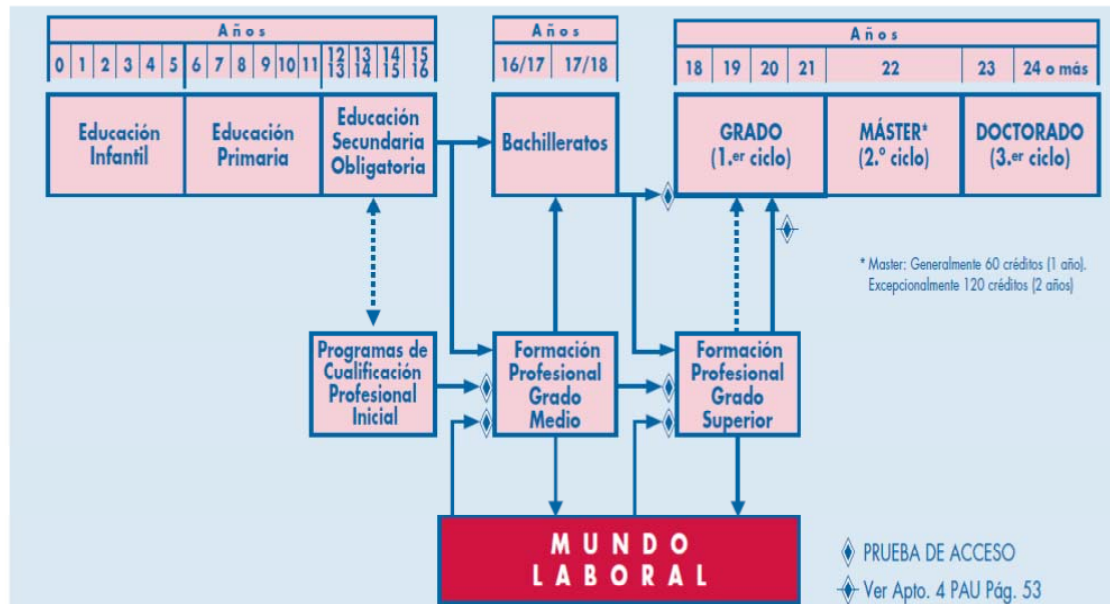 Años
0 1 2 3 4 5 6 7 8 9 10 11 12 13 13 14 14 15 15 16
Educación
Infantil
Educación
Primaria
Educación
Secundaria
Obligatoria
Años
16/17 17/18
Bachilleratos
Años
18 19 20 21 22 23 24 o más
GRADO
(1.er ciclo)
MÁSTER*
(2.º ciclo)
DOCTORADO
(3.er ciclo)
* Master: Generalmente 60 créditos (1 año).
Excepcionalmente 120 créditos (2 años)
Programas de
Cualificación
Profesional
Inicial
Formación
Profesional
Grado
Medio
Formación
Profesional
Grado
Superior
MUNDO
LABORAL
PRUEBA DE ACCESO
Ver Apto. 4 PAU Pág. 53